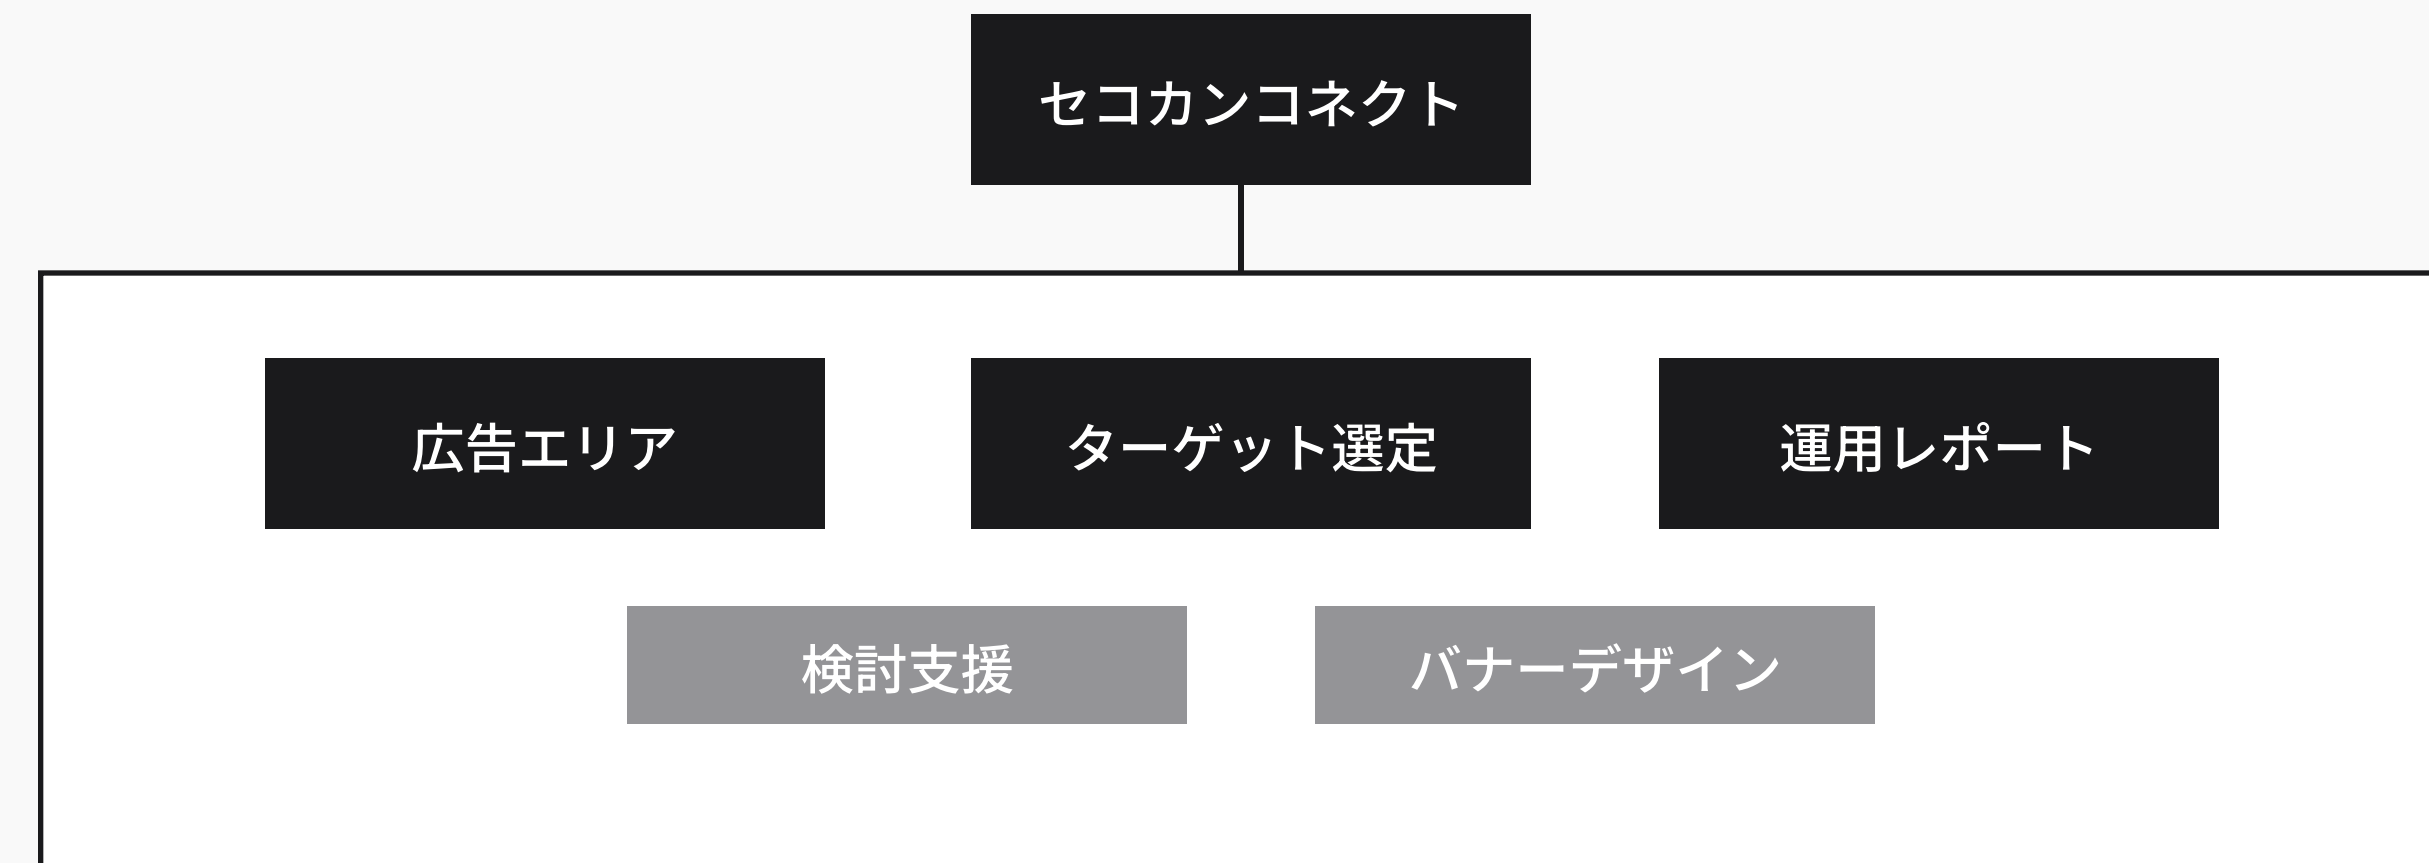 セコカンコネクト
広告エリア
ターゲット選定
運用レポート
検討支援
バナーデザイン